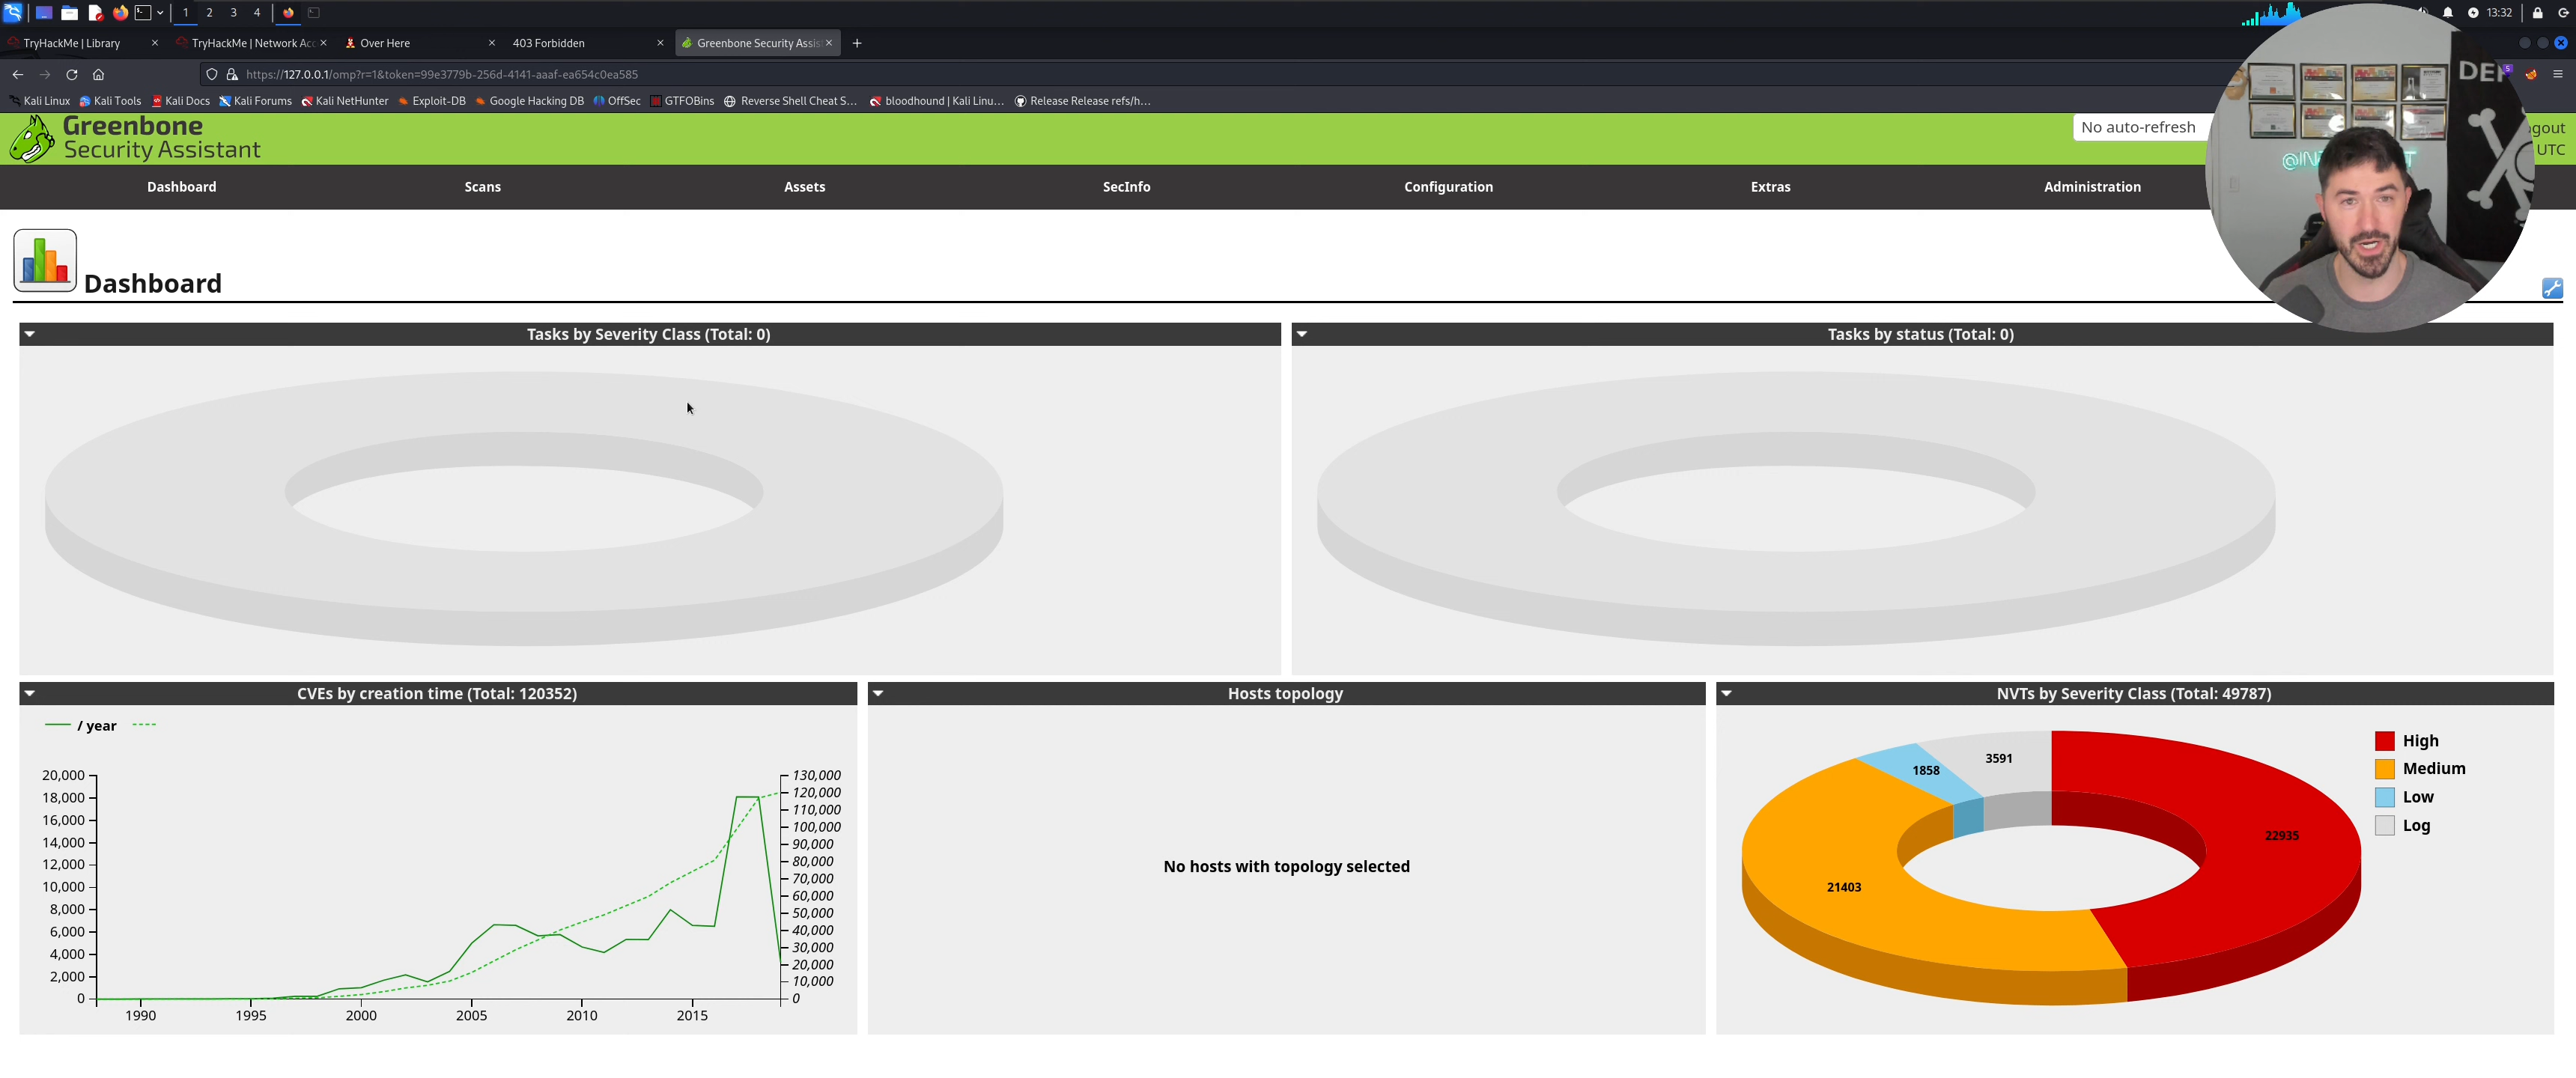 1 2 3 4 13:32
TryHackMe | Library TryHackMe | Network Acc Over Here 403 Forbidden Greenbone Security Assis
https://127.0.0.1/omp?r=1&token=99e3779b-256d-4141-aaaf-ea654c0ea585
Kali Linux Kali Tools Kali Docs Kali Forums Kali NetHunter Exploit-DB Google Hacking DB OffSec GTFOBins Reverse Shell Cheat S... bloodhound | Kali Linu... Release Release refs/h...
Greenbone
Security Assistant
No auto-refresh
gout
UTC
DEF
Dashboard Scans Assets SecInfo Configuration Extras Administration
Dashboard
Tasks by Severity Class (Total: 0)
Tasks by status (Total: 0)
CVEs by creation time (Total: 120352)
/ year
20,000
18,000
16,000
14,000
12,000
10,000
8,000
6,000
4,000
2,000
0
130,000
120,000
110,000
100,000
90,000
80,000
70,000
60,000
50,000
40,000
30,000
20,000
10,000
0
1990 1995 2000 2005 2010 2015
Hosts topology
No hosts with topology selected
NVTs by Severity Class (Total: 49787)
3591
1858
22935
21403
High
Medium
Low
Log